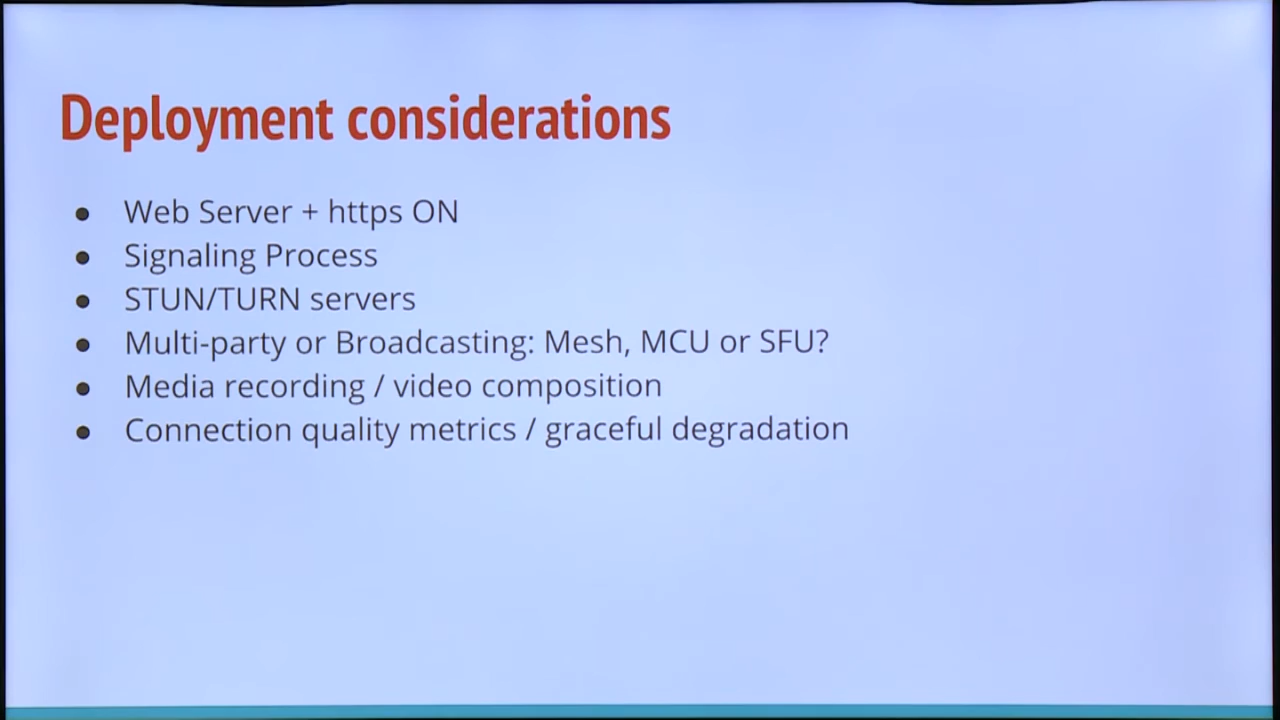 Deployment considerations
● Web Server + https ON
● Signaling Process
● STUN/TURN servers
● Multi-party or Broadcasting: Mesh, MCU or SFU?
● Media recording / video composition
● Connection quality metrics / graceful degradation